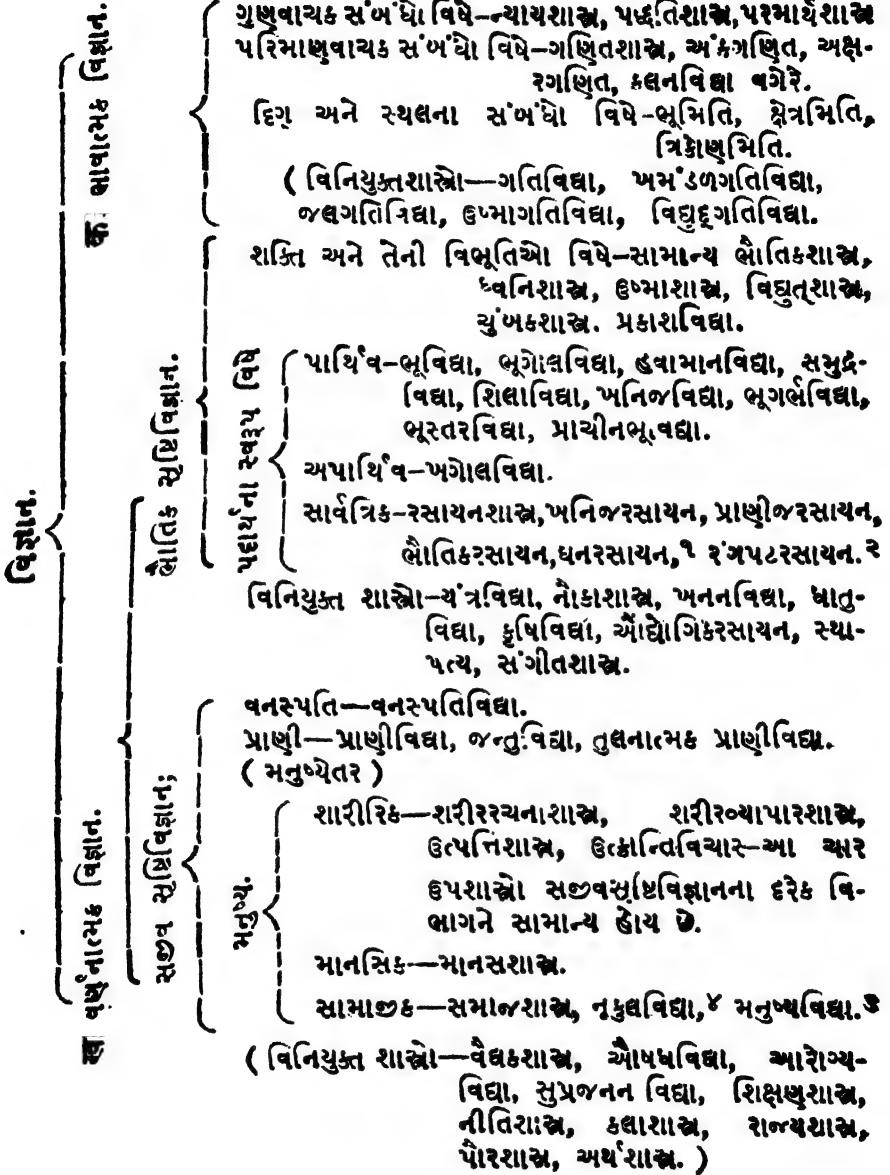 વિજ્ઞાન.
क ભાવાત્મક વિજ્ઞાન.
ગુણવાચક સંબંધો વિષે–ન્યાયશાસ્ત્ર, પદ્ધતિશાસ્ત્ર, પરમાર્થશાસ્ત્ર
પરિમાણવાચક સંબંધો વિષે–ગણિતશાસ્ત્ર, અંકગણિત, અક્ષ-
રગણિત, કલનવિદ્યા વગેરે.
દિગ્ અને સ્થલના સંબંધો વિષે–ભૂમિતિ, ક્ષેત્રમિતિ,
ત્રિકોણમિતિ.
( વિનિયુક્તશાસ્ત્રો—ગતિવિદ્યા, ખમંડળગતિવિદ્યા,
જલગતિવિદ્યા, ઉષ્માગતિવિદ્યા, વિદ્યુદ્ગતિવિદ્યા.
ख વર્ણનાત્મક વિજ્ઞાન.
ભૌતિક સૃષ્ટિવિજ્ઞાન.
શક્તિ અને તેની વિભૂતિઓ વિષે–સામાન્ય ભૌતિકશાસ્ત્ર,
ધ્વનિશાસ્ત્ર, ઉષ્માશાસ્ત્ર, વિદ્યુત્શાસ્ત્ર,
ચુંબકશાસ્ત્ર. પ્રકાશવિદ્યા.
પદાર્થના સ્વરૂપ વિષે
પાર્થિવ–ભૂવિદ્યા, ભૂગોલવિદ્યા, હવામાનવિદ્યા, સમુદ્ર-
વિદ્યા, શિલાવિદ્યા, ખનિજવિદ્યા, ભૂગર્ભવિદ્યા,
ભૂસ્તરવિદ્યા, પ્રાચીનભૂવિદ્યા.
અપાર્થિવ–ખગોલવિદ્યા.
સાર્વત્રિક–રસાયનશાસ્ત્ર, ખનિજરસાયન, પ્રાણીજરસાયન,
ભૌતિકરસાયન, ઘનરસાયન,૧ રંગપટરસાયન.૨
વિનિયુક્ત શાસ્ત્રો–યંત્રવિદ્યા, નૌકાશાસ્ત્ર, ખનનવિદ્યા, ધાતુ-
વિદ્યા, કૃષિવિદ્યા, ઔદ્યોગિકરસાયન, સ્થા-
પત્ય, સંગીતશાસ્ત્ર.
સજીવ સૃષ્ટિવિજ્ઞાન;
વનસ્પતિ—વનસ્પતિવિદ્યા.
પ્રાણી—પ્રાણીવિદ્યા, જન્તુવિદ્યા, તુલનાત્મક પ્રાણીવિદ્યા.
( મનુષ્યેતર )
મનુષ્ય.
શારીરિક—શરીરરચનાશાસ્ત્ર, શરીરવ્યાપારશાસ્ત્ર,
ઉત્પત્તિશાસ્ત્ર, ઉત્ક્રાન્તિવિચાર–આ ચાર
ઉપશાસ્ત્રો સજીવસૃષ્ટિવિજ્ઞાનના દરેક વિ-
ભાગને સામાન્ય હોય છે.
માનસિક—માનસશાસ્ત્ર.
સામાજીક—સમાજશાસ્ત્ર, નૃકુલવિદ્યા,૪ મનુષ્યવિદ્યા.૩
( વિનિયુક્ત શાસ્ત્રો—વૈદ્યકશાસ્ત્ર, ઔષધવિદ્યા, આરોગ્ય-
વિદ્યા, સુપ્રજનન વિદ્યા, શિક્ષણશાસ્ત્ર,
નીતિશાસ્ત્ર, કલાશાસ્ત્ર, રાજ્યશાસ્ત્ર,
પૌરશાસ્ત્ર, અર્થશાસ્ત્ર. )